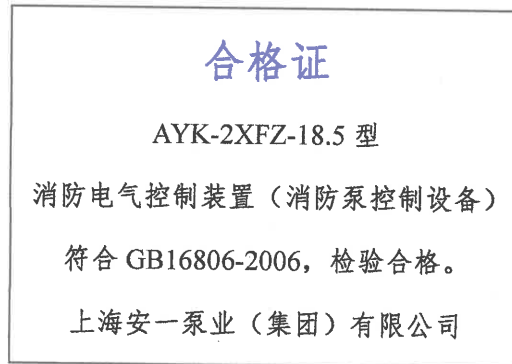 合格证
AYK-2XFZ-18.5 型
消防电气控制装置（消防泵控制设备）
符合 GB16806-2006，检验合格。
上海安一泵业（集团）有限公司